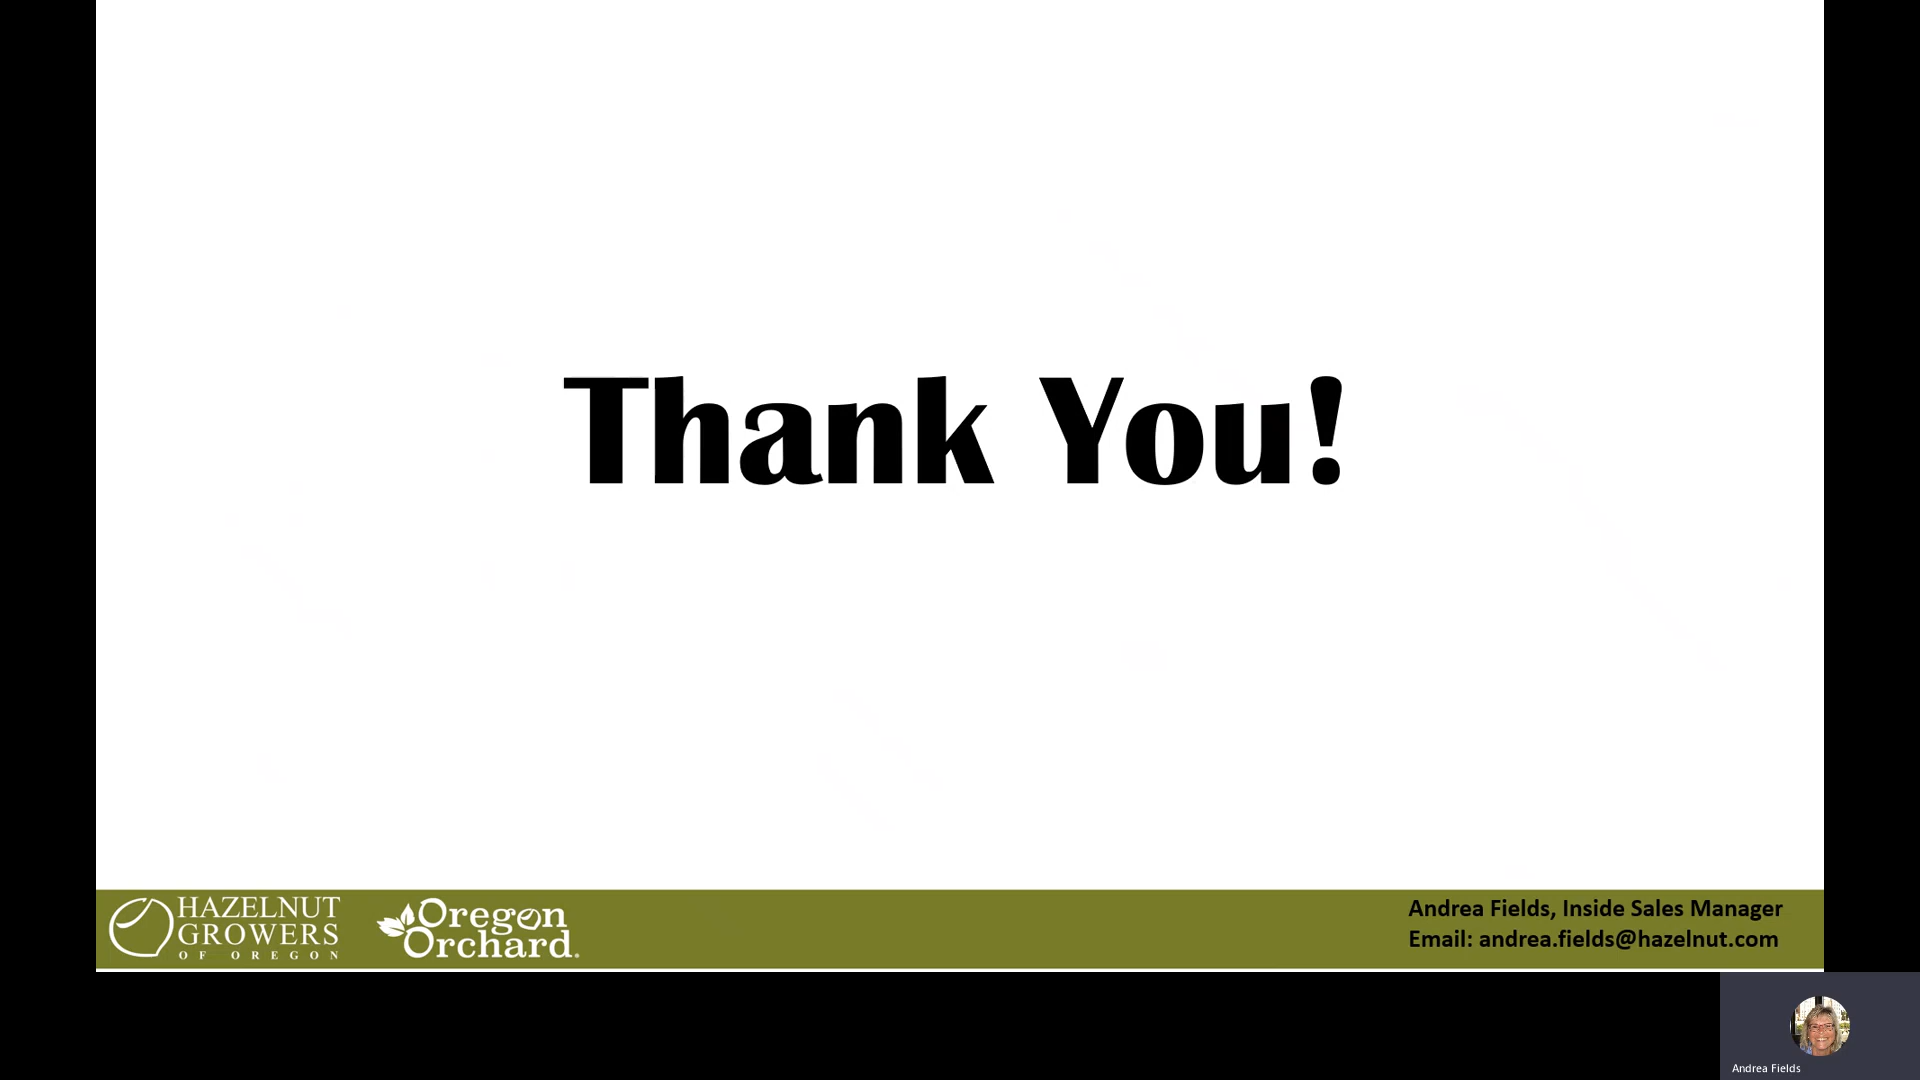 Thank You!
HAZELNUT
GROWERS
OF OREGON
Oregon
Orchard®
Andrea Fields, Inside Sales Manager
Email: andrea.fields@hazelnut.com
Andrea Fields